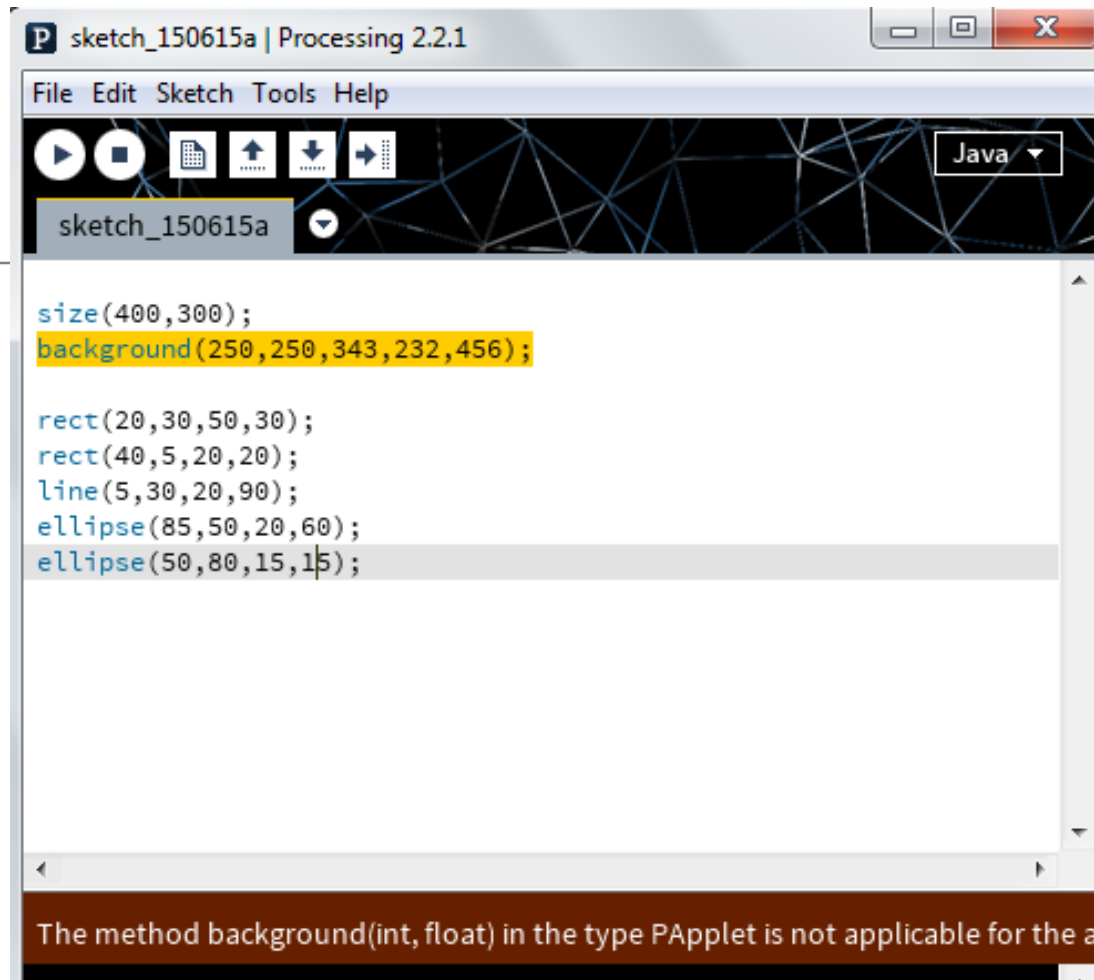 P sketch_150615a | Processing 2.2.1
File Edit Sketch Tools Help
Java
sketch_150615a
size(400,300);
background(250,250,343,232,456);
rect(20,30,50,30);
rect(40,5,20,20);
line(5,30,20,90);
ellipse(85,50,20,60);
ellipse(50,80,15,15);
The method background(int, float) in the type PApplet is not applicable for the a